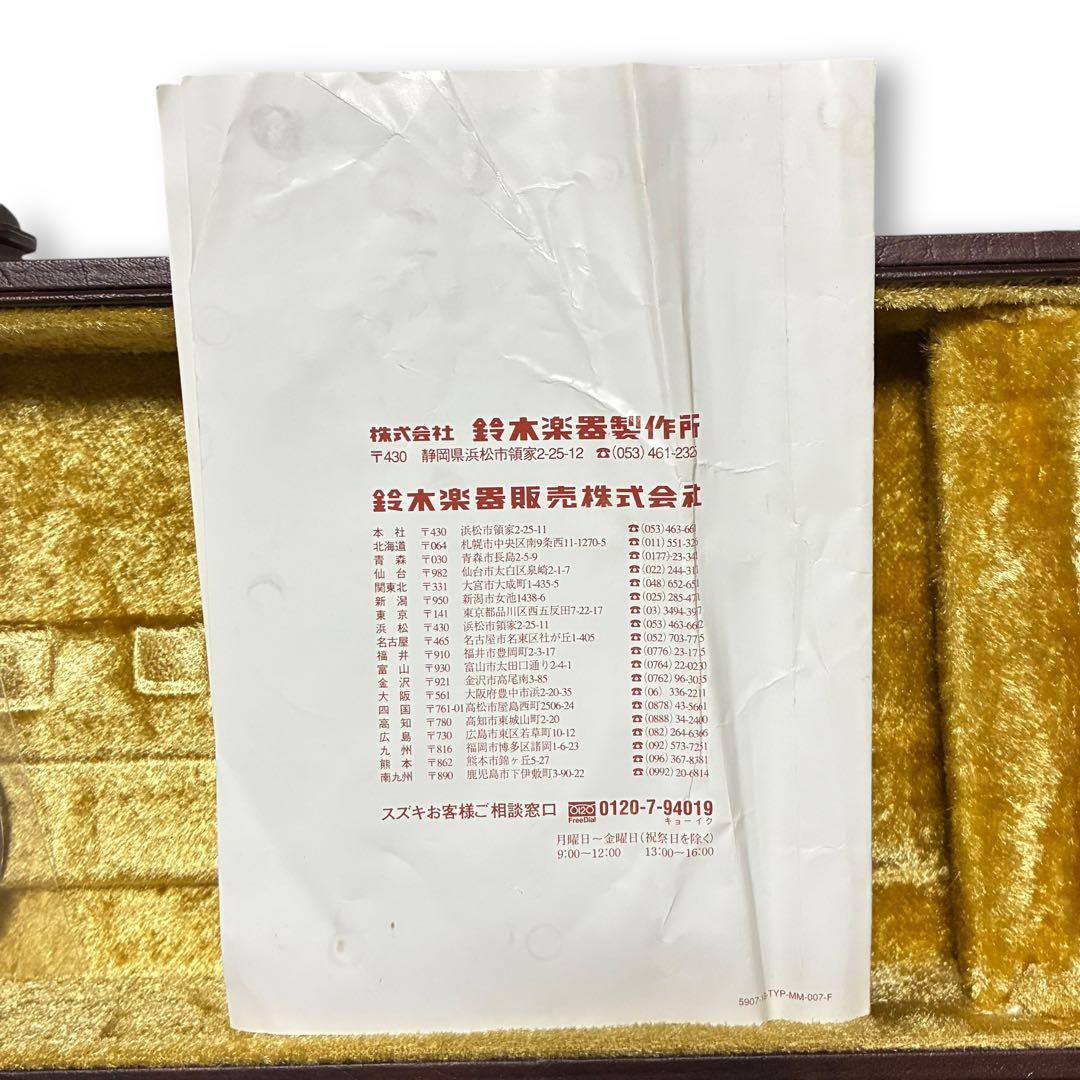 株式会社 鈴木楽器製作所
〒430 静岡県浜松市領家2-25-12 ☎(053)461-232
鈴木楽器販売株式会社
本社 〒430 浜松市領家2-25-11 ☎(053)463-66
北海道 〒064 札幌市中央区南9条西11-1270-5 ☎(011)551-32
青森 〒030 青森市長島2-5-9 ☎(0177)23-34
仙台 〒982 仙台市太白区泉崎2-1-7 ☎(022)244-31
関東北 〒331 大宮市大成町1-435-5 ☎(048)652-65
新潟 〒950 新潟市女池1438-6 ☎(025)285-47
東京 〒141 東京都品川区西五反田7-22-17 ☎(03)3494-39
浜松 〒430 浜松市領家2-25-11 ☎(053)463-66
名古屋 〒465 名古屋市名東区社が丘1-405 ☎(052)703-77
福井 〒910 福井市豊岡町2-3-17 ☎(0776)23-17
富山 〒930 富山市太田口通り2-4-1 ☎(0764)22-0230
金沢 〒921 金沢市高尾南3-85 ☎(0762)96-3035
大阪 〒561 大阪府豊中市浜2-20-35 ☎(06)336-2211
四国 〒761-01 高松市屋島西町2506-24 ☎(0878)43-5661
高知 〒780 高知市東城山町2-20 ☎(0888)34-2400
広島 〒730 広島市東区若草町10-12 ☎(082)264-6366
九州 〒816 福岡市博多区諸岡1-6-23 ☎(092)573-7251
熊本 〒862 熊本市錦ヶ丘5-27 ☎(096)367-8381
南九州 〒890 鹿児島市下伊敷町3-90-22 ☎(0992)20-6814
スズキお客様ご相談窓口 0120 FreeDial 0120-7-94019
キョーイク
月曜日〜金曜日(祝祭日を除く)
9:00〜12:00 13:00〜16:00
-TYP-MM-007-F